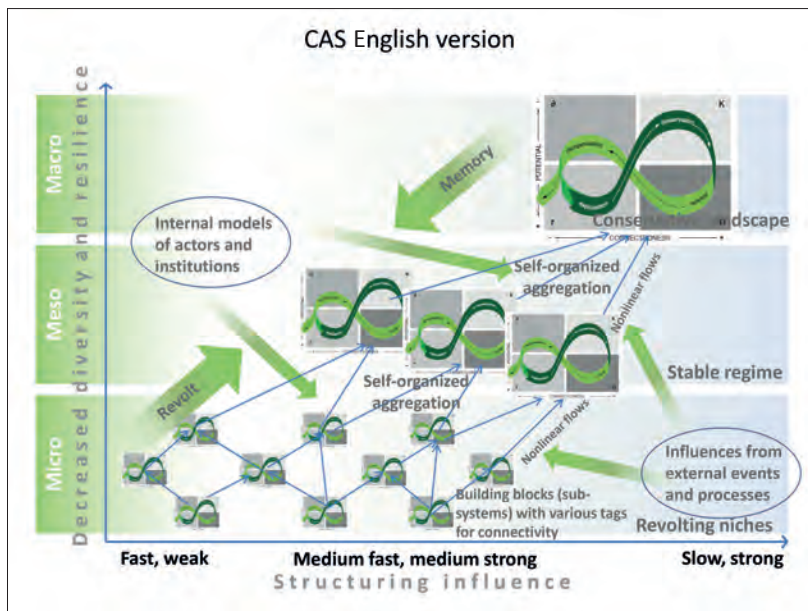 CAS English version
Decreased diversity and resilience
Macro
Meso
Micro
Memory
Internal models
of actors and
institutions
POTENTIAL
K
Conservative landscape
CONNECTEDNESS
Self-organized
aggregation
Nonlinear flows
Revolt
Self-organized
aggregation
Stable regime
Nonlinear flows
Influences from
external events
and processes
Building blocks (sub-
systems) with various tags
for connectivity
Revolting niches
Fast, weak
Medium fast, medium strong
Slow, strong
Structuring influence